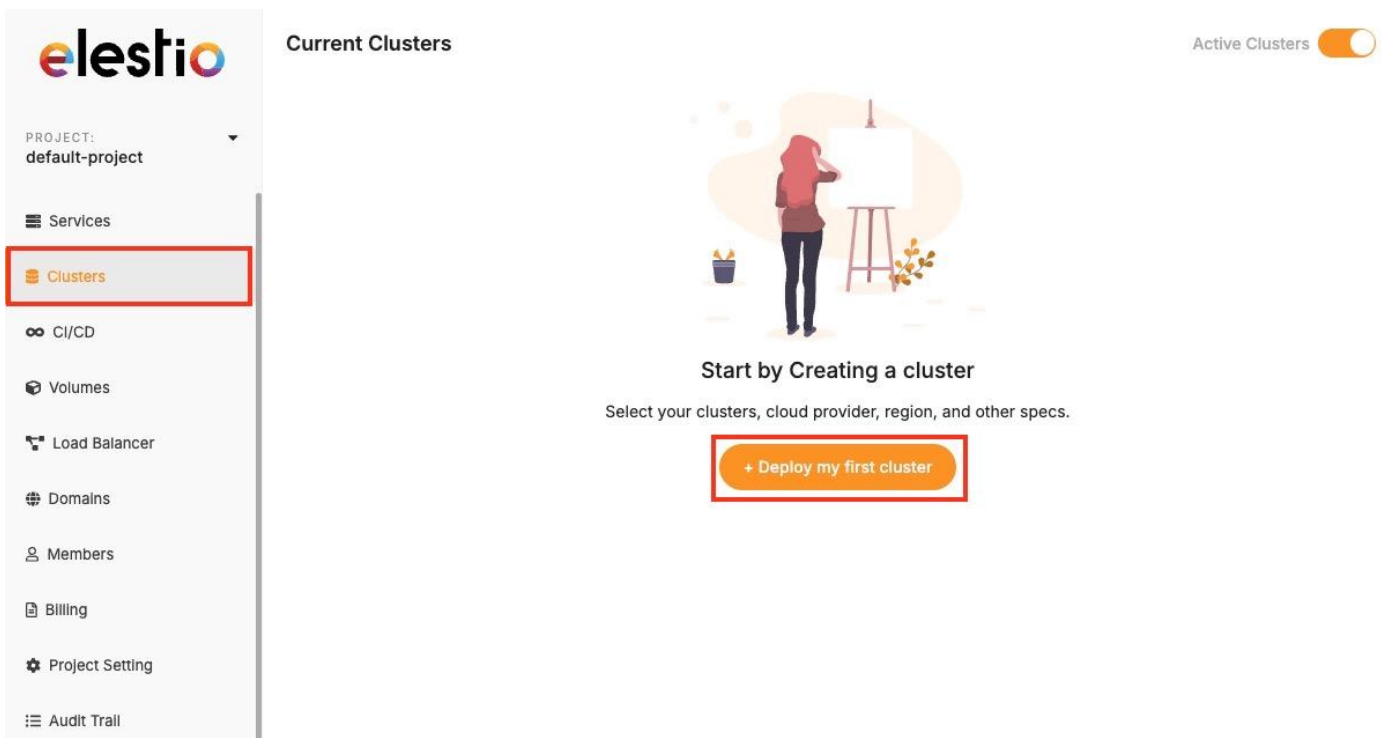 elestio
PROJECT:
default-project
Services
Clusters
CI/CD
Volumes
Load Balancer
Domains
Members
Billing
Project Setting
Audit Trail
Current Clusters
Active Clusters
Start by Creating a cluster
Select your clusters, cloud provider, region, and other specs.
+ Deploy my first cluster